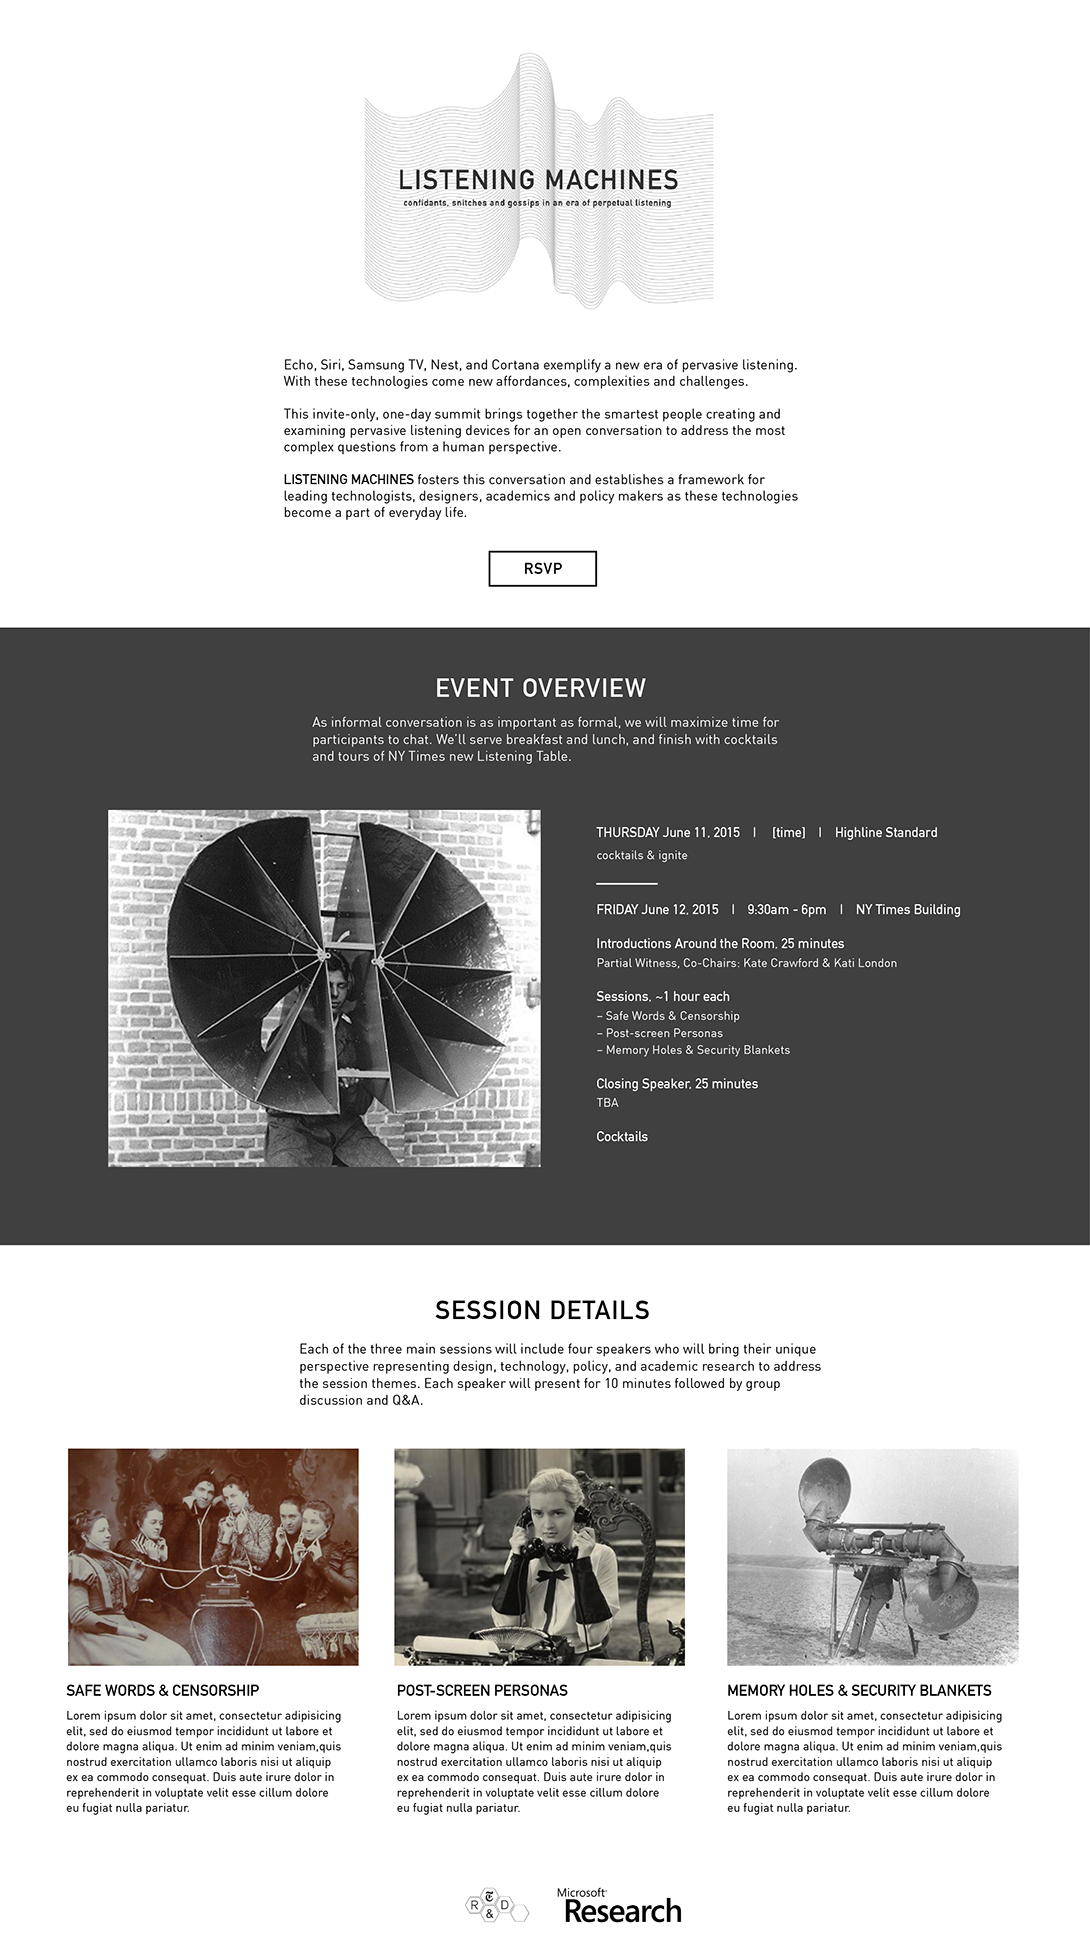 LISTENING MACHINES
confidants, snitches and gossips in an era of perpetual listening
Echo, Siri, Samsung TV, Nest, and Cortana exemplify a new era of pervasive listening.
With these technologies come new affordances, complexities and challenges.
This invite-only, one-day summit brings together the smartest people creating and
examining pervasive listening devices for an open conversation to address the most
complex questions from a human perspective.
LISTENING MACHINES fosters this conversation and establishes a framework for
leading technologists, designers, academics and policy makers as these technologies
become a part of everyday life.
RSVP
EVENT OVERVIEW
As informal conversation is as important as formal, we will maximize time for
participants to chat. We'll serve breakfast and lunch, and finish with cocktails
and tours of NY Times new Listening Table.
THURSDAY June 11, 2015 | [time] | Highline Standard
cocktails & ignite
FRIDAY June 12, 2015 | 9:30am - 6pm | NY Times Building
Introductions Around the Room, 25 minutes
Partial Witness, Co-Chairs: Kate Crawford & Kati London
Sessions, ~1 hour each
– Safe Words & Censorship
– Post-screen Personas
– Memory Holes & Security Blankets
Closing Speaker, 25 minutes
TBA
Cocktails
SESSION DETAILS
Each of the three main sessions will include four speakers who will bring their unique
perspective representing design, technology, policy, and academic research to address
the session themes. Each speaker will present for 10 minutes followed by group
discussion and Q&A.
SAFE WORDS & CENSORSHIP
Lorem ipsum dolor sit amet, consectetur adipisicing
elit, sed do eiusmod tempor incididunt ut labore et
dolore magna aliqua. Ut enim ad minim veniam,quis
nostrud exercitation ullamco laboris nisi ut aliquip
ex ea commodo consequat. Duis aute irure dolor in
reprehenderit in voluptate velit esse cillum dolore
eu fugiat nulla pariatur.
POST-SCREEN PERSONAS
Lorem ipsum dolor sit amet, consectetur adipisicing
elit, sed do eiusmod tempor incididunt ut labore et
dolore magna aliqua. Ut enim ad minim veniam,quis
nostrud exercitation ullamco laboris nisi ut aliquip
ex ea commodo consequat. Duis aute irure dolor in
reprehenderit in voluptate velit esse cillum dolore
eu fugiat nulla pariatur.
MEMORY HOLES & SECURITY BLANKETS
Lorem ipsum dolor sit amet, consectetur adipisicing
elit, sed do eiusmod tempor incididunt ut labore et
dolore magna aliqua. Ut enim ad minim veniam,quis
nostrud exercitation ullamco laboris nisi ut aliquip
ex ea commodo consequat. Duis aute irure dolor in
reprehenderit in voluptate velit esse cillum dolore
eu fugiat nulla pariatur.
T
R D
&
Microsoft
Research